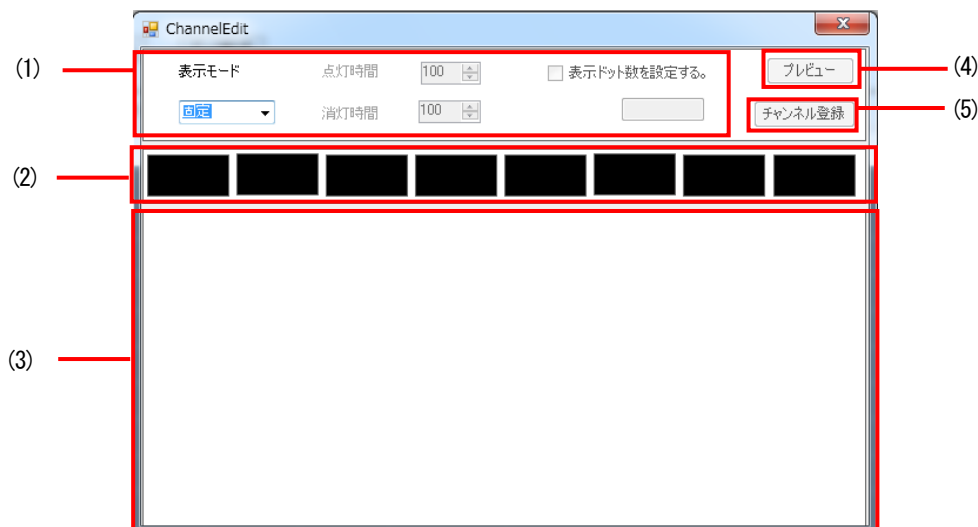 ChannelEdit
X
(1)
表示モード
点灯時間
100
表示ドット数を設定する。
プレビュー
(4)
固定
消灯時間
100
チャンネル登録
(5)
(2)
(3)